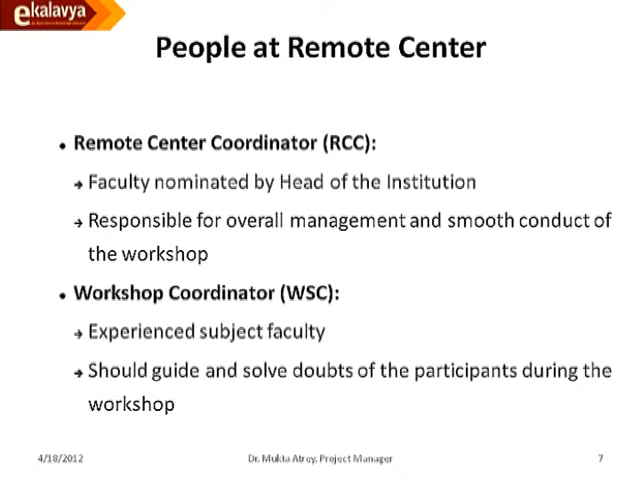 ekalavya
People at Remote Center
• Remote Center Coordinator (RCC):
→ Faculty nominated by Head of the Institution
→ Responsible for overall management and smooth conduct of
the workshop
• Workshop Coordinator (WSC):
→ Experienced subject faculty
→ Should guide and solve doubts of the participants during the
workshop
4/18/2012 Dr. Mukta Atrey, Project Manager 7